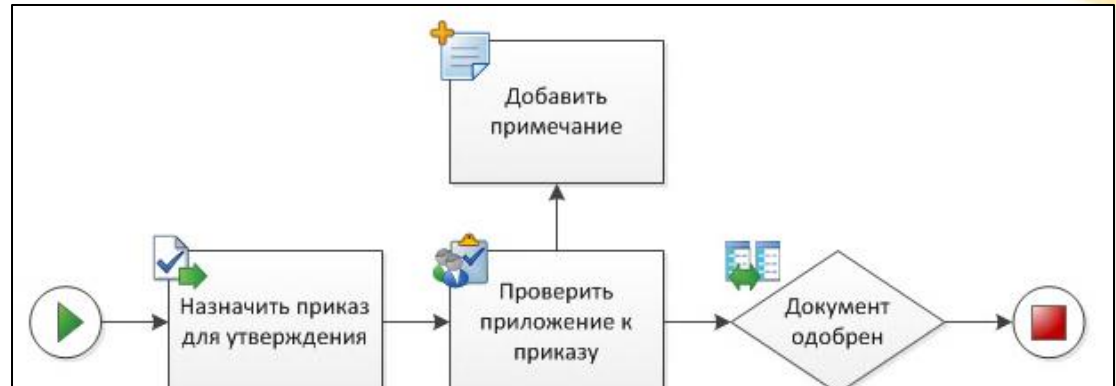 Добавить
примечание
Назначить приказ
для утверждения
Проверить
приложение к
приказу
Документ
одобрен